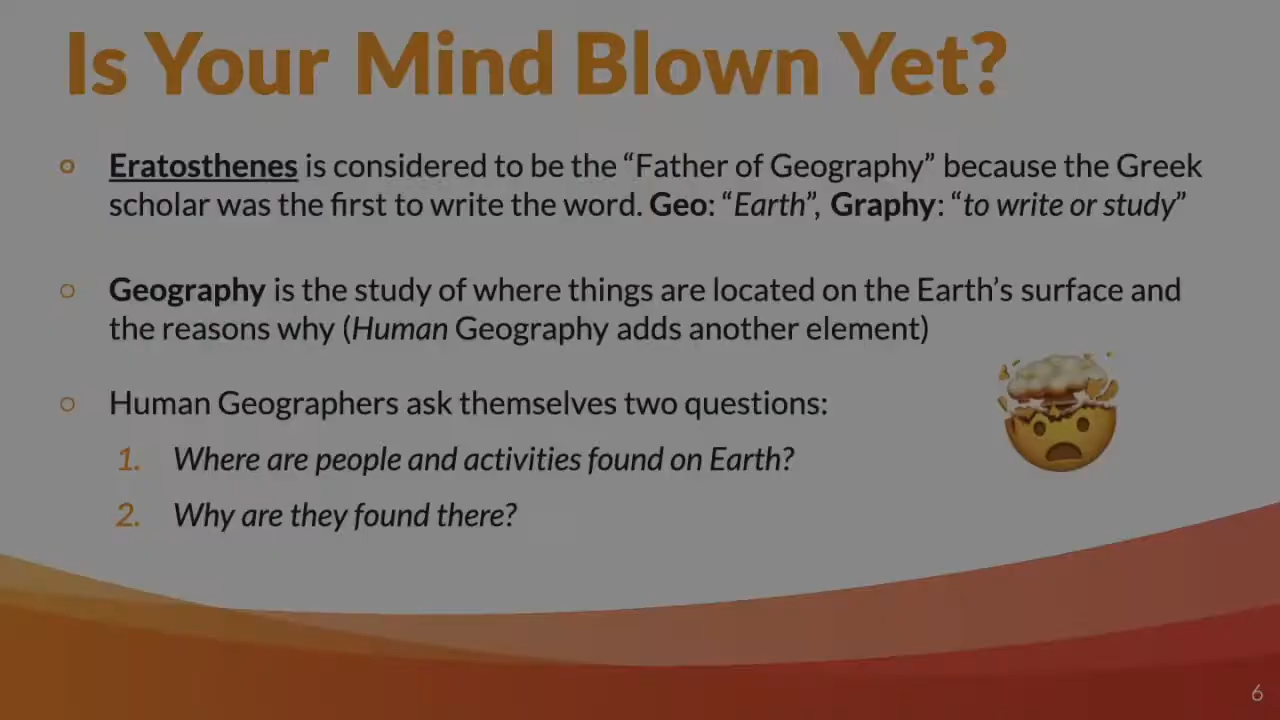 Is Your Mind Blown Yet?
Eratosthenes is considered to be the “Father of Geography” because the Greek
scholar was the first to write the word. Geo: “Earth”, Graphy: “to write or study”
Geography is the study of where things are located on the Earth’s surface and
the reasons why (Human Geography adds another element)
Human Geographers ask themselves two questions:
1. Where are people and activities found on Earth?
2. Why are they found there?
6